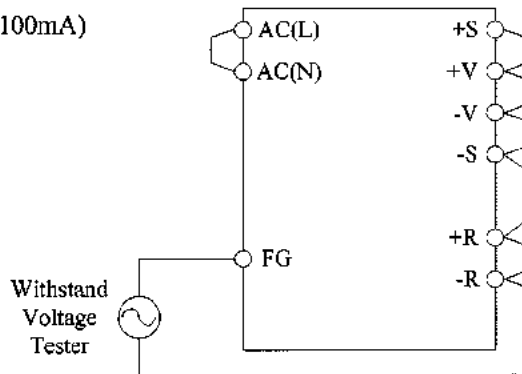 100mA)
AC(L)
AC(N)
FG
Withstand
Voltage
Tester
+S
+V
-V
-S
+R
-R